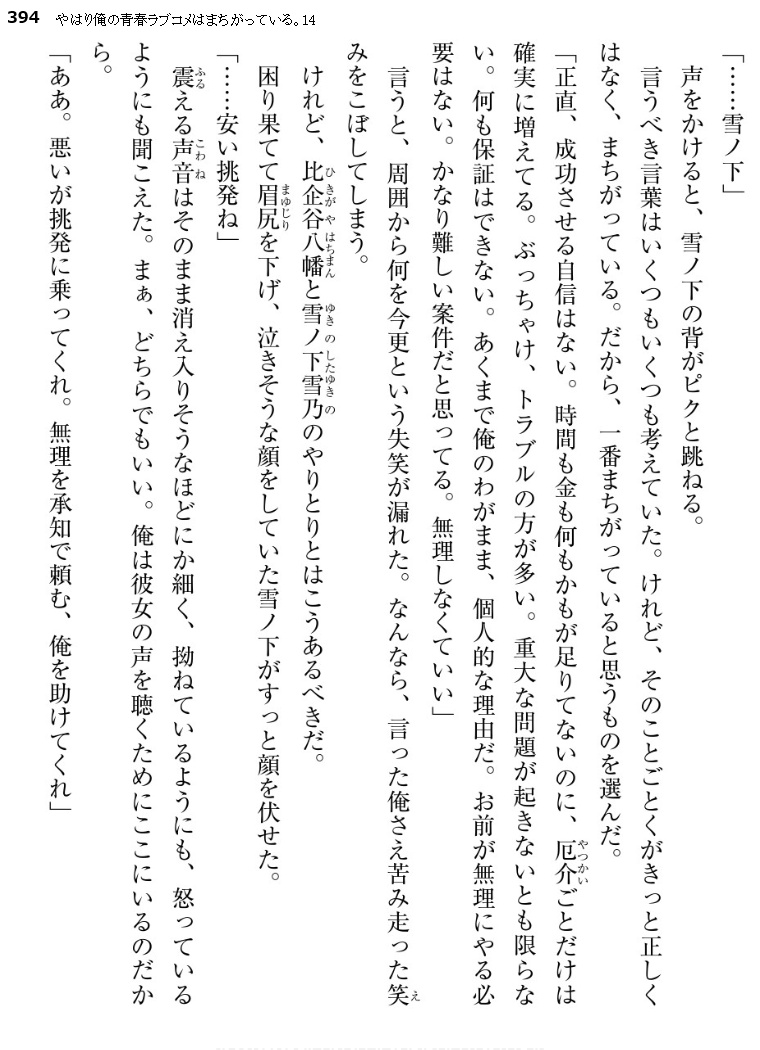 394 やはり俺の青春ラブコメはまちがっている。14
「……雪ノ下」
声をかけると、雪ノ下の背がピクと跳ねる。
言うべき言葉はいくつもいくつも考えていた。けれど、そのことごとくがきっと正しく
はなく、まちがっている。だから、一番まちがっていると思うものを選んだ。
「正直、成功させる自信はない。時間も金も何もかもが足りてないのに、厄介ごとだけは
確実に増えてる。ぶっちゃけ、トラブルの方が多い。重大な問題が起きないとも限らな
い。何も保証はできない。あくまで俺のわがまま、個人的な理由だ。お前が無理にやる必
要はない。かなり難しい案件だと思ってる。無理しなくていい」
言うと、周囲から何を今更という失笑が漏れた。なんなら、言った俺さえ苦み走った笑
みをこぼしてしまう。
けれど、比企谷八幡と雪ノ下雪乃のやりとりとはこうあるべきだ。
困り果てて眉尻を下げ、泣きそうな顔をしていた雪ノ下がすっと顔を伏せた。
「……安い挑発ね」
震える声音はそのまま消え入りそうなほどにか細く、拗ねているようにも、怒っている
ようにも聞こえた。まぁ、どちらでもいい。俺は彼女の声を聴くためにここにいるのだか
ら。
「ああ。悪いが挑発に乗ってくれ。無理を承知で頼む、俺を助けてくれ」